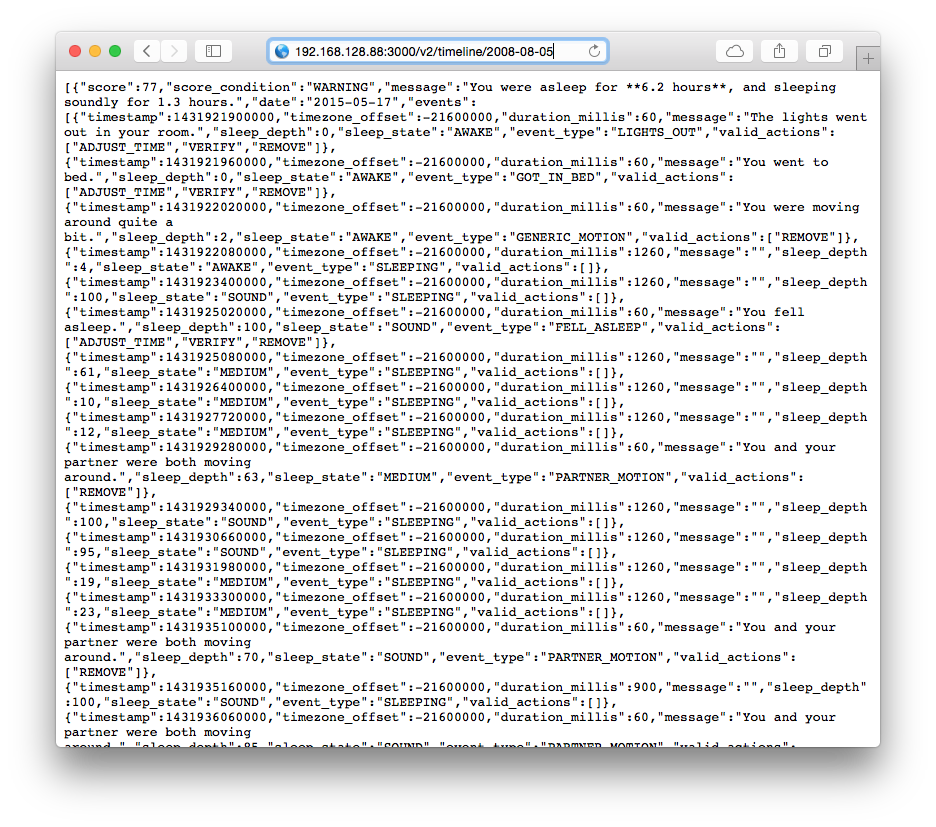 192.168.128.88:3000/v2/timeline/2008-08-05
[{"score":77,"score_condition":"WARNING","message":"You were asleep for **6.2 hours**, and sleeping
soundly for 1.3 hours.","date":"2015-05-17","events":
[{"timestamp":1431921900000,"timezone_offset":-21600000,"duration_millis":60,"message":"The lights went
out in your room.","sleep_depth":0,"sleep_state":"AWAKE","event_type":"LIGHTS_OUT","valid_actions":
["ADJUST_TIME","VERIFY","REMOVE"]},
{"timestamp":1431921960000,"timezone_offset":-21600000,"duration_millis":60,"message":"You went to
bed.","sleep_depth":0,"sleep_state":"AWAKE","event_type":"GOT_IN_BED","valid_actions":
["ADJUST_TIME","VERIFY","REMOVE"]},
{"timestamp":1431922020000,"timezone_offset":-21600000,"duration_millis":60,"message":"You were moving
around quite a
bit.","sleep_depth":2,"sleep_state":"AWAKE","event_type":"GENERIC_MOTION","valid_actions":["REMOVE"]},
{"timestamp":1431922080000,"timezone_offset":-21600000,"duration_millis":1260,"message":"","sleep_depth
":4,"sleep_state":"AWAKE","event_type":"SLEEPING","valid_actions":[]},
{"timestamp":1431923400000,"timezone_offset":-21600000,"duration_millis":1260,"message":"","sleep_depth
":100,"sleep_state":"SOUND","event_type":"SLEEPING","valid_actions":[]},
{"timestamp":1431925020000,"timezone_offset":-21600000,"duration_millis":60,"message":"You fell
asleep.","sleep_depth":100,"sleep_state":"SOUND","event_type":"FELL_ASLEEP","valid_actions":
["ADJUST_TIME","VERIFY","REMOVE"]},
{"timestamp":1431925080000,"timezone_offset":-21600000,"duration_millis":1260,"message":"","sleep_depth
":61,"sleep_state":"MEDIUM","event_type":"SLEEPING","valid_actions":[]},
{"timestamp":1431926400000,"timezone_offset":-21600000,"duration_millis":1260,"message":"","sleep_depth
":10,"sleep_state":"MEDIUM","event_type":"SLEEPING","valid_actions":[]},
{"timestamp":1431927720000,"timezone_offset":-21600000,"duration_millis":1260,"message":"","sleep_depth
":12,"sleep_state":"MEDIUM","event_type":"SLEEPING","valid_actions":[]},
{"timestamp":1431929280000,"timezone_offset":-21600000,"duration_millis":60,"message":"You and your
partner were both moving
around.","sleep_depth":63,"sleep_state":"MEDIUM","event_type":"PARTNER_MOTION","valid_actions":
["REMOVE"]},
{"timestamp":1431929340000,"timezone_offset":-21600000,"duration_millis":1260,"message":"","sleep_depth
":100,"sleep_state":"SOUND","event_type":"SLEEPING","valid_actions":[]},
{"timestamp":1431930660000,"timezone_offset":-21600000,"duration_millis":1260,"message":"","sleep_depth
":95,"sleep_state":"SOUND","event_type":"SLEEPING","valid_actions":[]},
{"timestamp":1431931980000,"timezone_offset":-21600000,"duration_millis":1260,"message":"","sleep_depth
":19,"sleep_state":"MEDIUM","event_type":"SLEEPING","valid_actions":[]},
{"timestamp":1431933300000,"timezone_offset":-21600000,"duration_millis":1260,"message":"","sleep_depth
":23,"sleep_state":"MEDIUM","event_type":"SLEEPING","valid_actions":[]},
{"timestamp":1431935100000,"timezone_offset":-21600000,"duration_millis":60,"message":"You and your
partner were both moving
around.","sleep_depth":70,"sleep_state":"SOUND","event_type":"PARTNER_MOTION","valid_actions":
["REMOVE"]},
{"timestamp":1431935160000,"timezone_offset":-21600000,"duration_millis":900,"message":"","sleep_depth"
:100,"sleep_state":"SOUND","event_type":"SLEEPING","valid_actions":[]},
{"timestamp":1431936060000,"timezone_offset":-21600000,"duration_millis":60,"message":"You and your
partner were both moving
around.","sleep_depth":85,"sleep_state":"SOUND","event_type":"PARTNER_MOTION","valid_actions":